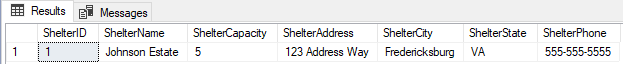 Results Messages
ShelterID ShelterName ShelterCapacity ShelterAddress ShelterCity ShelterState ShelterPhone
1 1 Johnson Estate 5 123 Address Way Fredericksburg VA 555-555-5555